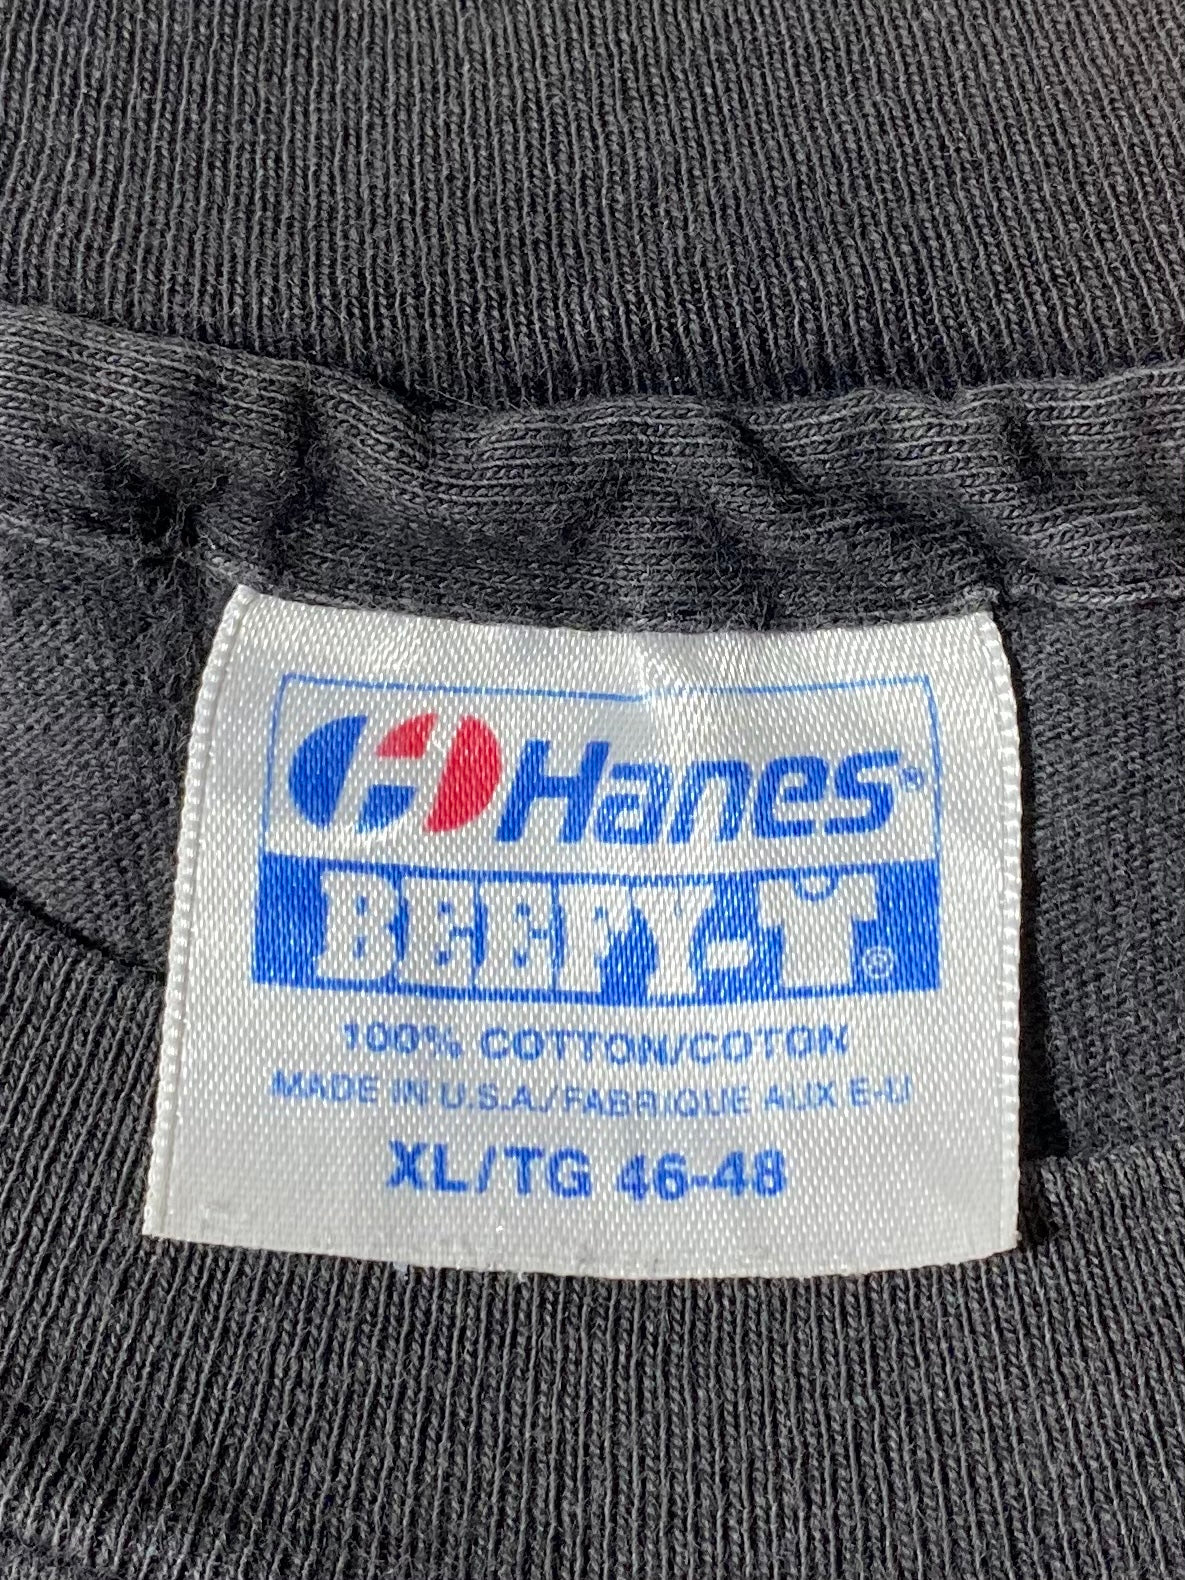 Hanes®
BEEFY-T®
100% COTTON/COTON
MADE IN U.S.A./FABRIQUE AUX E-U
XL/TG 46-48